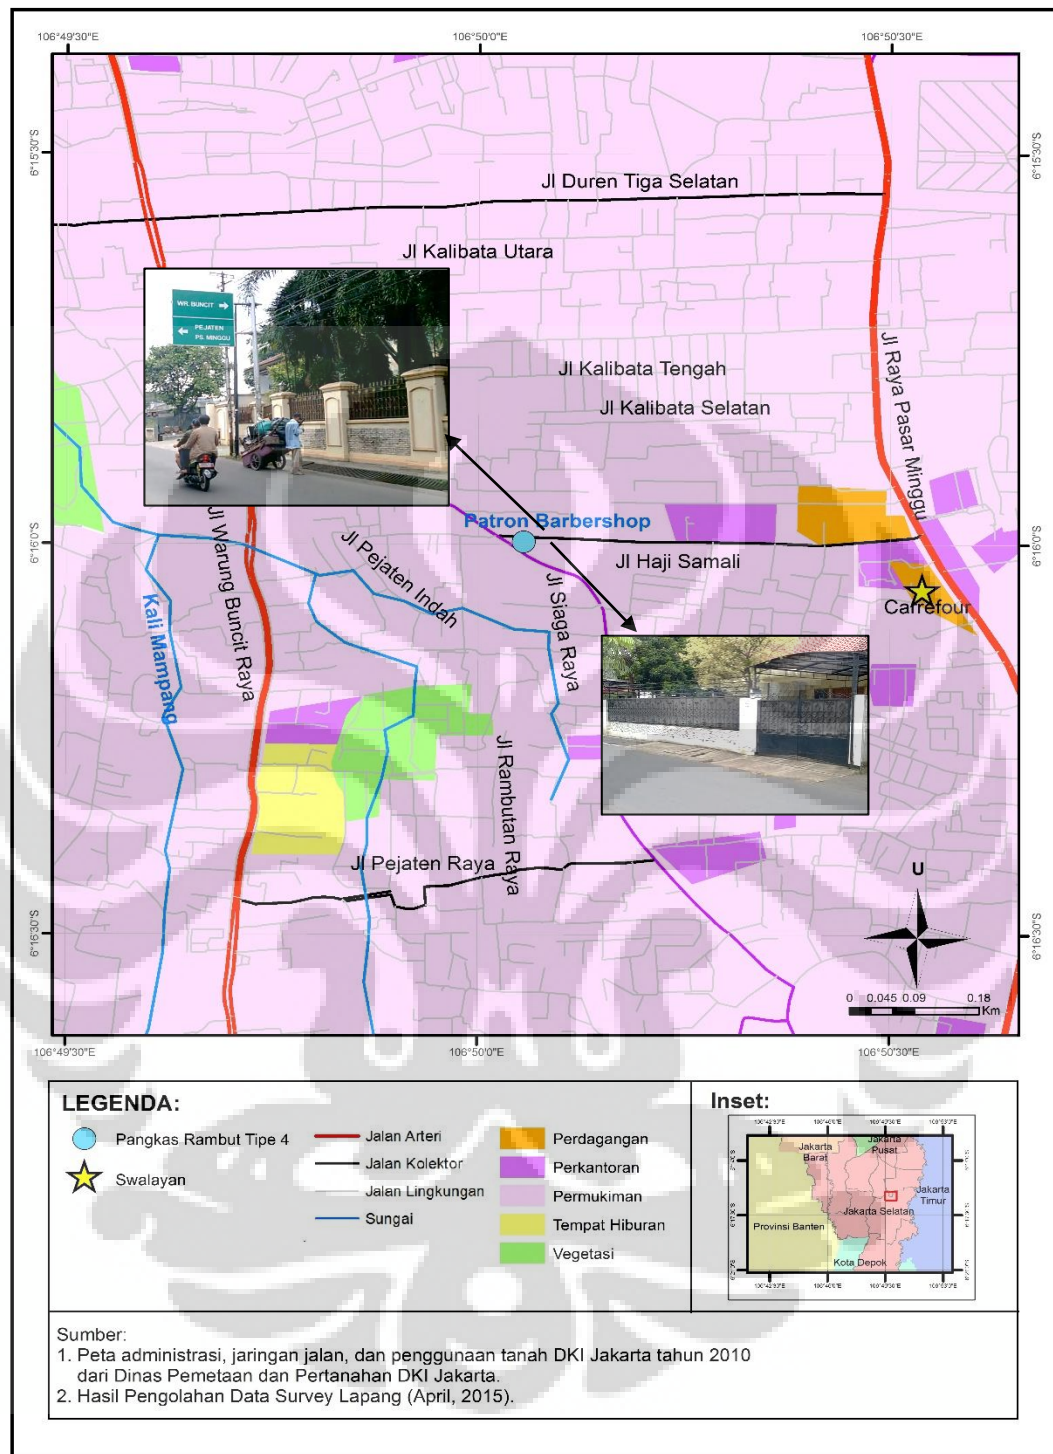 106°49'30"E
106°50'0"E
106°50'30"E
6°15'30"S
6°15'30"S
Jl Duren Tiga Selatan
Jl Kalibata Utara
WR. BUNCIT
PEJATEN
PS. MINGGU
Jl Kalibata Tengah
Jl Kalibata Selatan
Jl Raya Pasar Minggu
Patron Barbershop
6°16'0"S
6°16'0"S
Jl Haji Samali
Jl Warung Buncit Raya
Jl Pejaten Indah
Jl Siaga Raya
Carrefour
Kali Mampang
Jl Rambutan Raya
Jl Pejaten Raya
U
6°16'30"S
6°16'30"S
0 0.045 0.09 0.18
Km
106°49'30"E
106°50'0"E
106°50'30"E
LEGENDA:
Pangkas Rambut Tipe 4
Swalayan
Jalan Arteri
Jalan Kolektor
Jalan Lingkungan
Sungai
Perdagangan
Perkantoran
Permukiman
Tempat Hiburan
Vegetasi
Inset:
Jakarta
Barat
Jakarta
Pusat
Jakarta
Timur
Jakarta Selatan
Provinsi Banten
Kota Depok
Sumber:
1. Peta administrasi, jaringan jalan, dan penggunaan tanah DKI Jakarta tahun 2010
dari Dinas Pemetaan dan Pertanahan DKI Jakarta.
2. Hasil Pengolahan Data Survey Lapang (April, 2015).